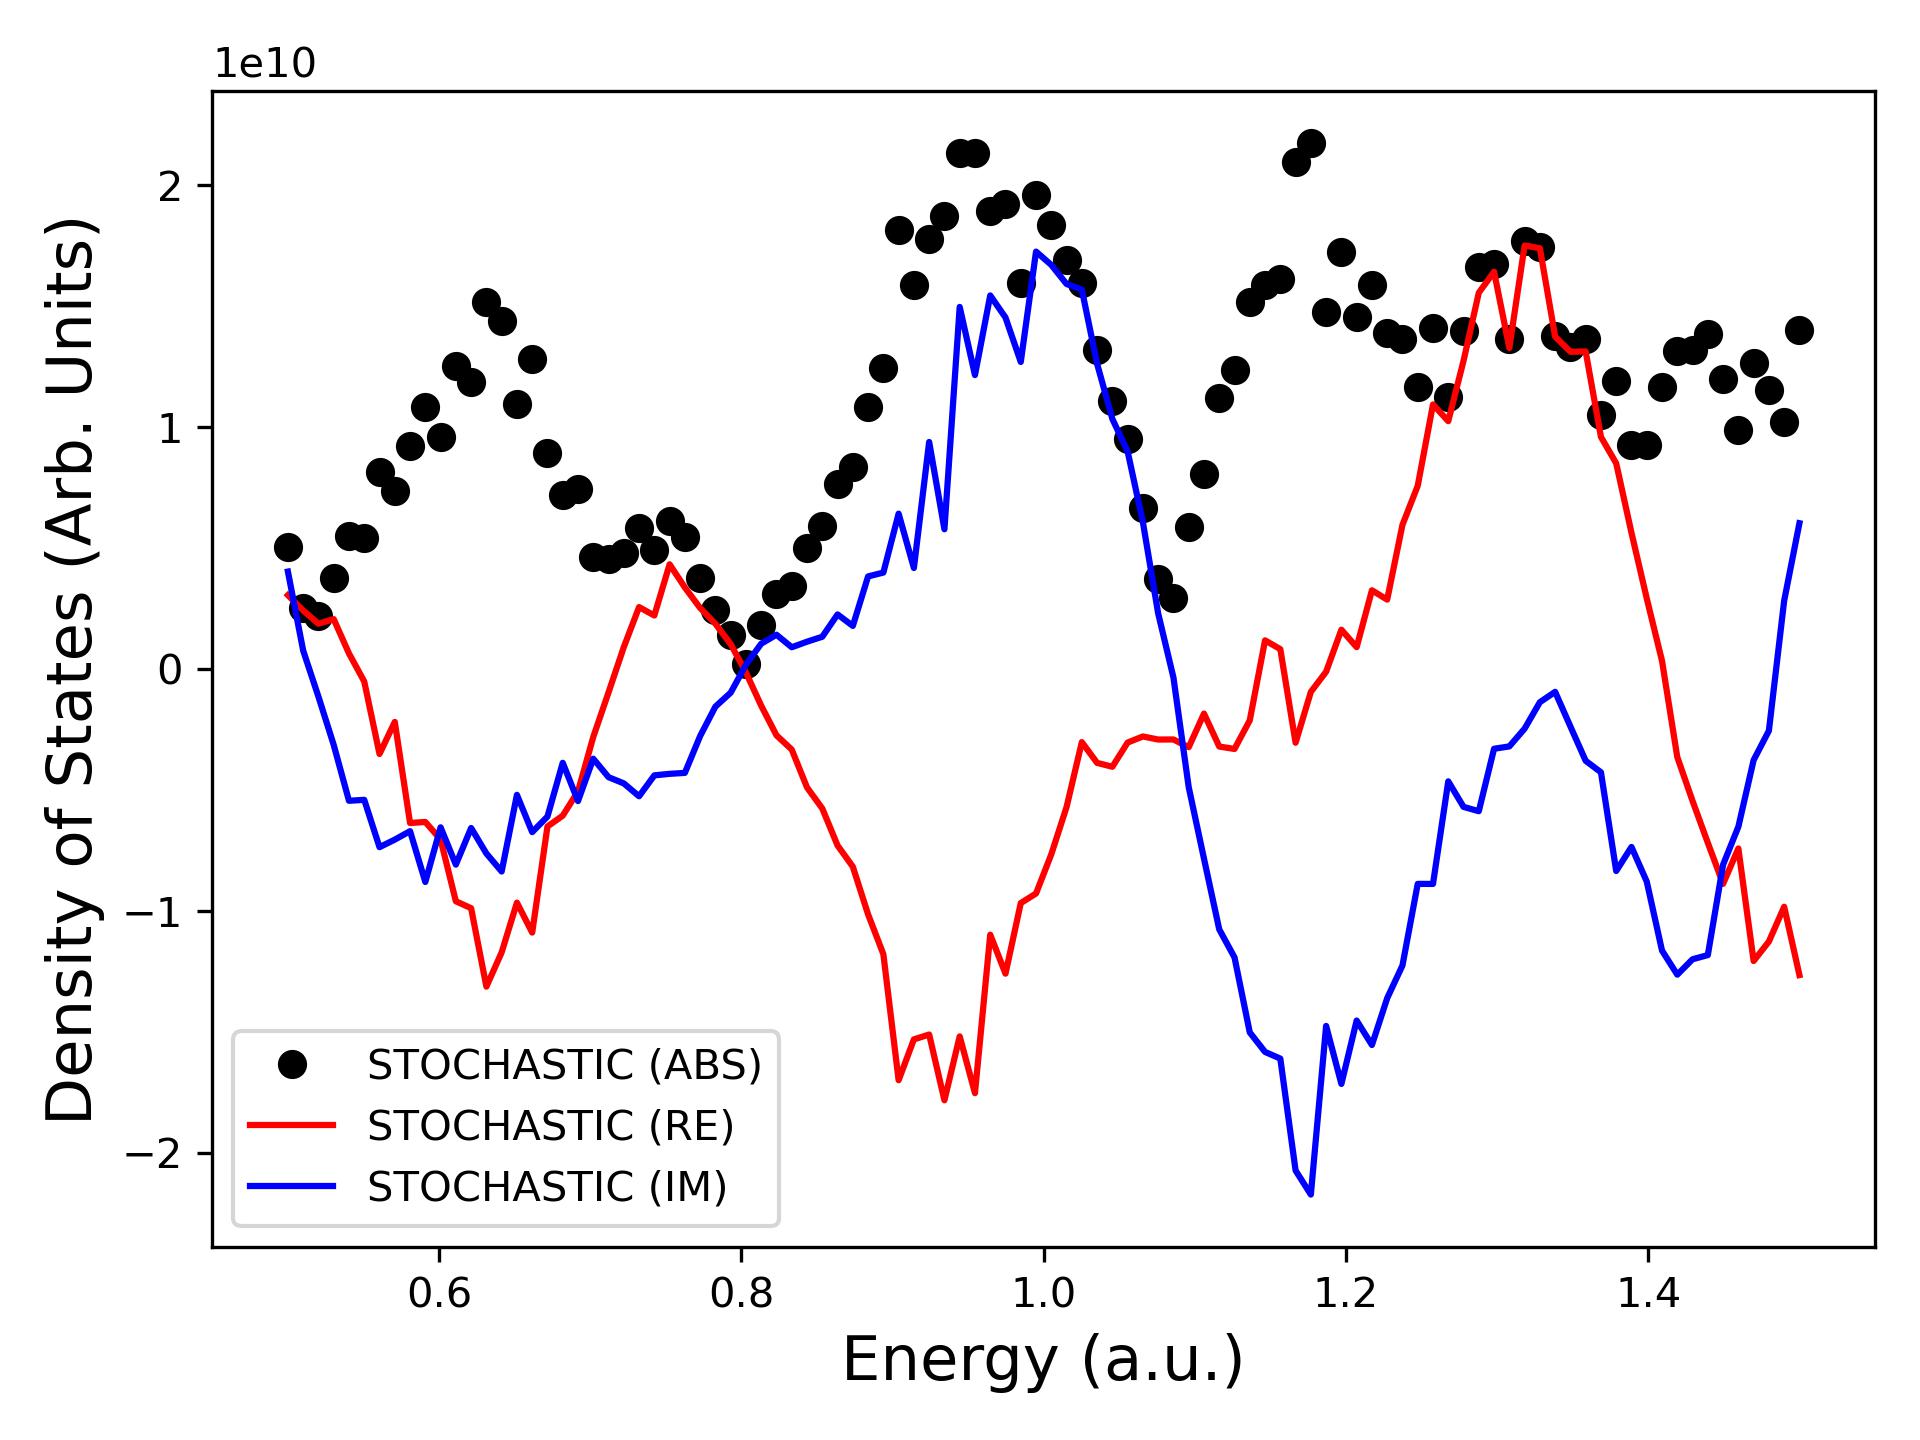 1e10
2
1
0
−1
−2
Density of States (Arb. Units)
STOCHASTIC (ABS)
STOCHASTIC (RE)
STOCHASTIC (IM)
0.6 0.8 1.0 1.2 1.4
Energy (a.u.)